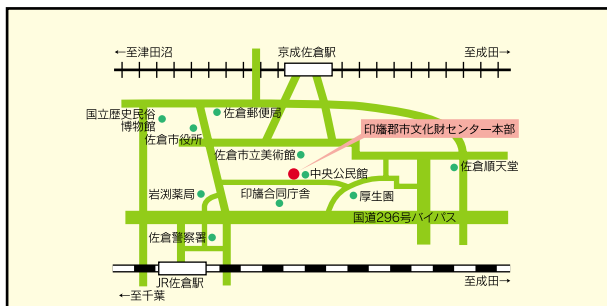 ←至津田沼
京成佐倉駅
至成田→
国立歴史民俗
博物館
佐倉郵便局
佐倉市役所
印旛郡市文化財センター本部
佐倉市立美術館
中央公民館
佐倉順天堂
岩渕薬局
印旛合同庁舎
厚生園
国道296号バイパス
佐倉警察署
JR佐倉駅
至成田→
←至千葉